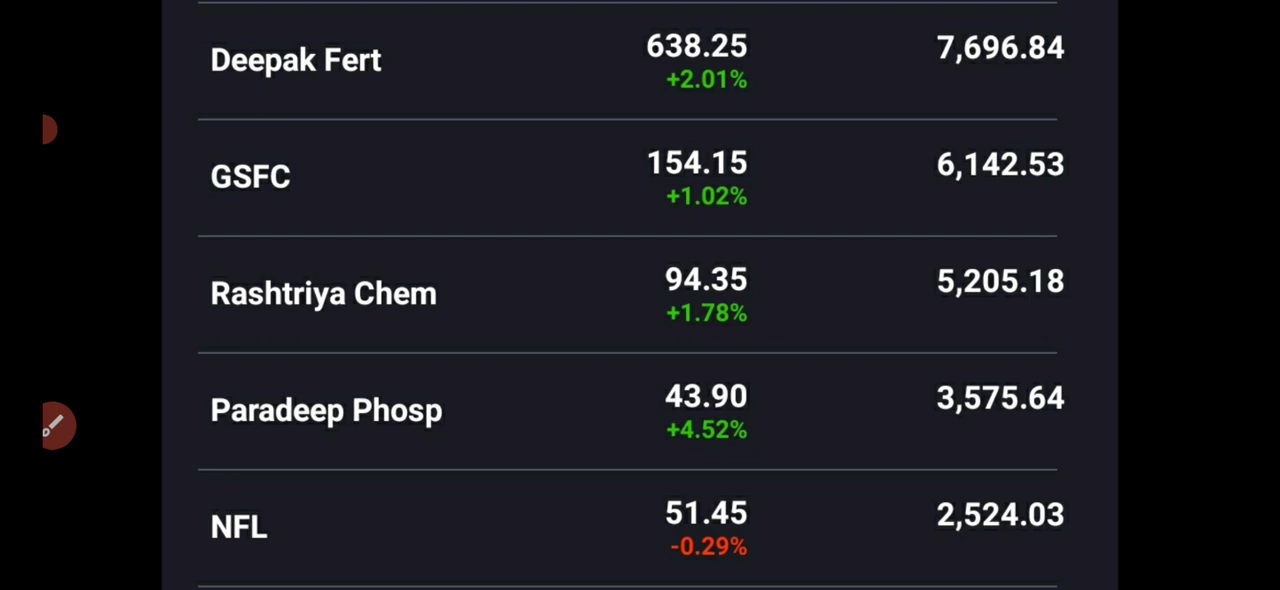 Deepak Fert 638.25 7,696.84
+2.01%
GSFC 154.15 6,142.53
+1.02%
Rashtriya Chem 94.35 5,205.18
+1.78%
Paradeep Phosp 43.90 3,575.64
+4.52%
NFL 51.45 2,524.03
-0.29%